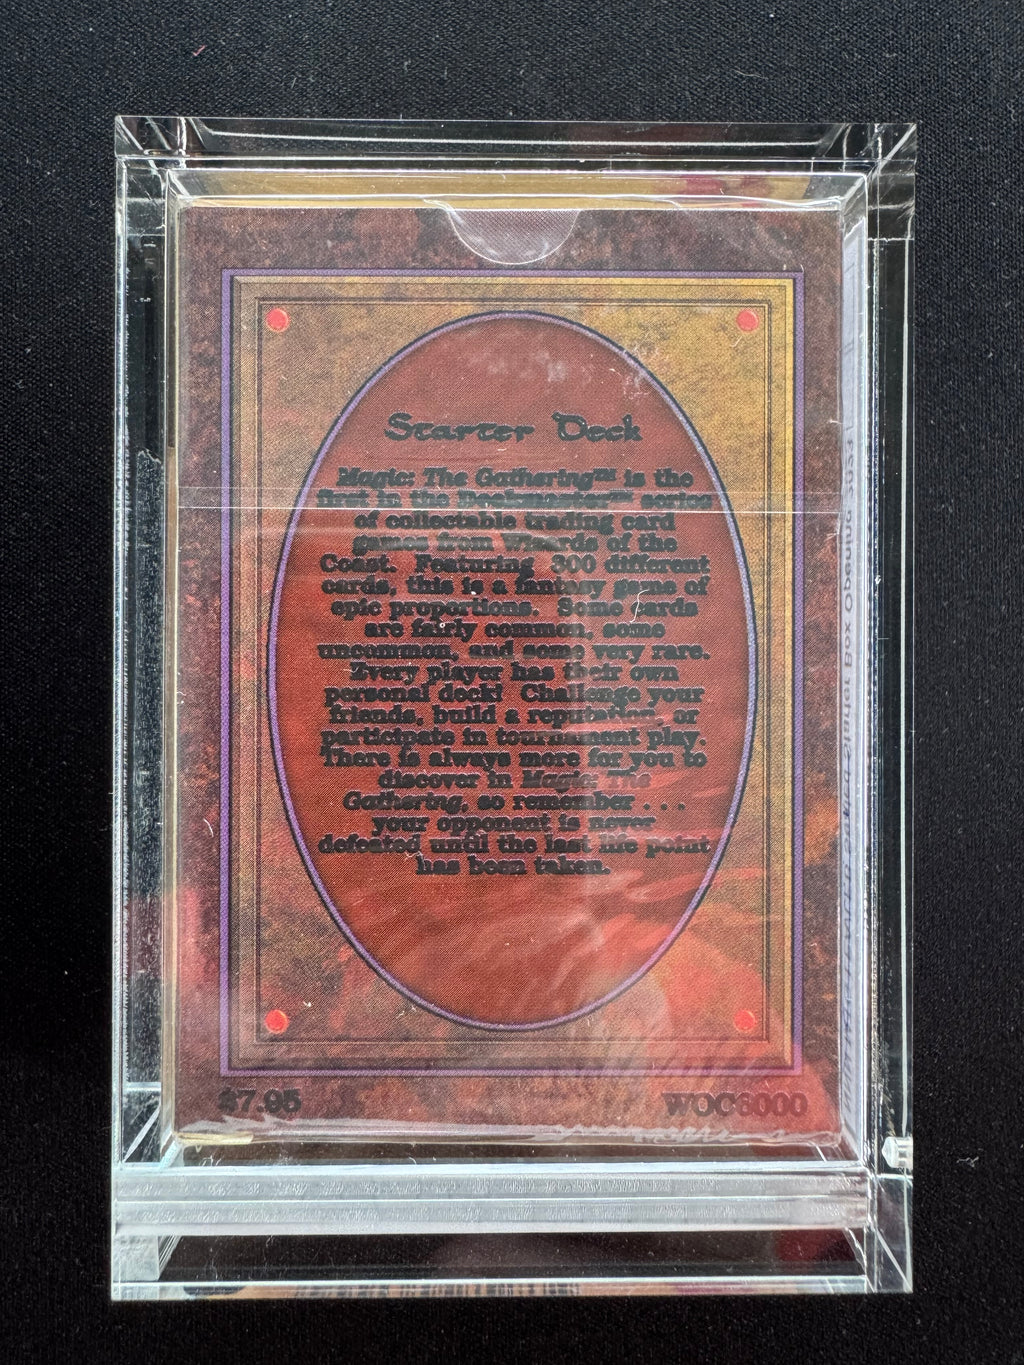 Starter Deck
Magic: The Gathering™ is the
first in the Deckmaster™ series
of collectable trading card
games from Wizards of the
Coast. Featuring 300 different
cards, this is a fantasy game of
epic proportions. Some cards
are fairly common, some
uncommon, and some very rare.
Every player has their own
personal deck! Challenge your
friends, build a reputation, or
participate in tournament play.
There is always more for you to
discover in Magic: The
Gathering, so remember . . .
your opponent is never
defeated until the last life point
has been taken.
$7.95
WOC6000